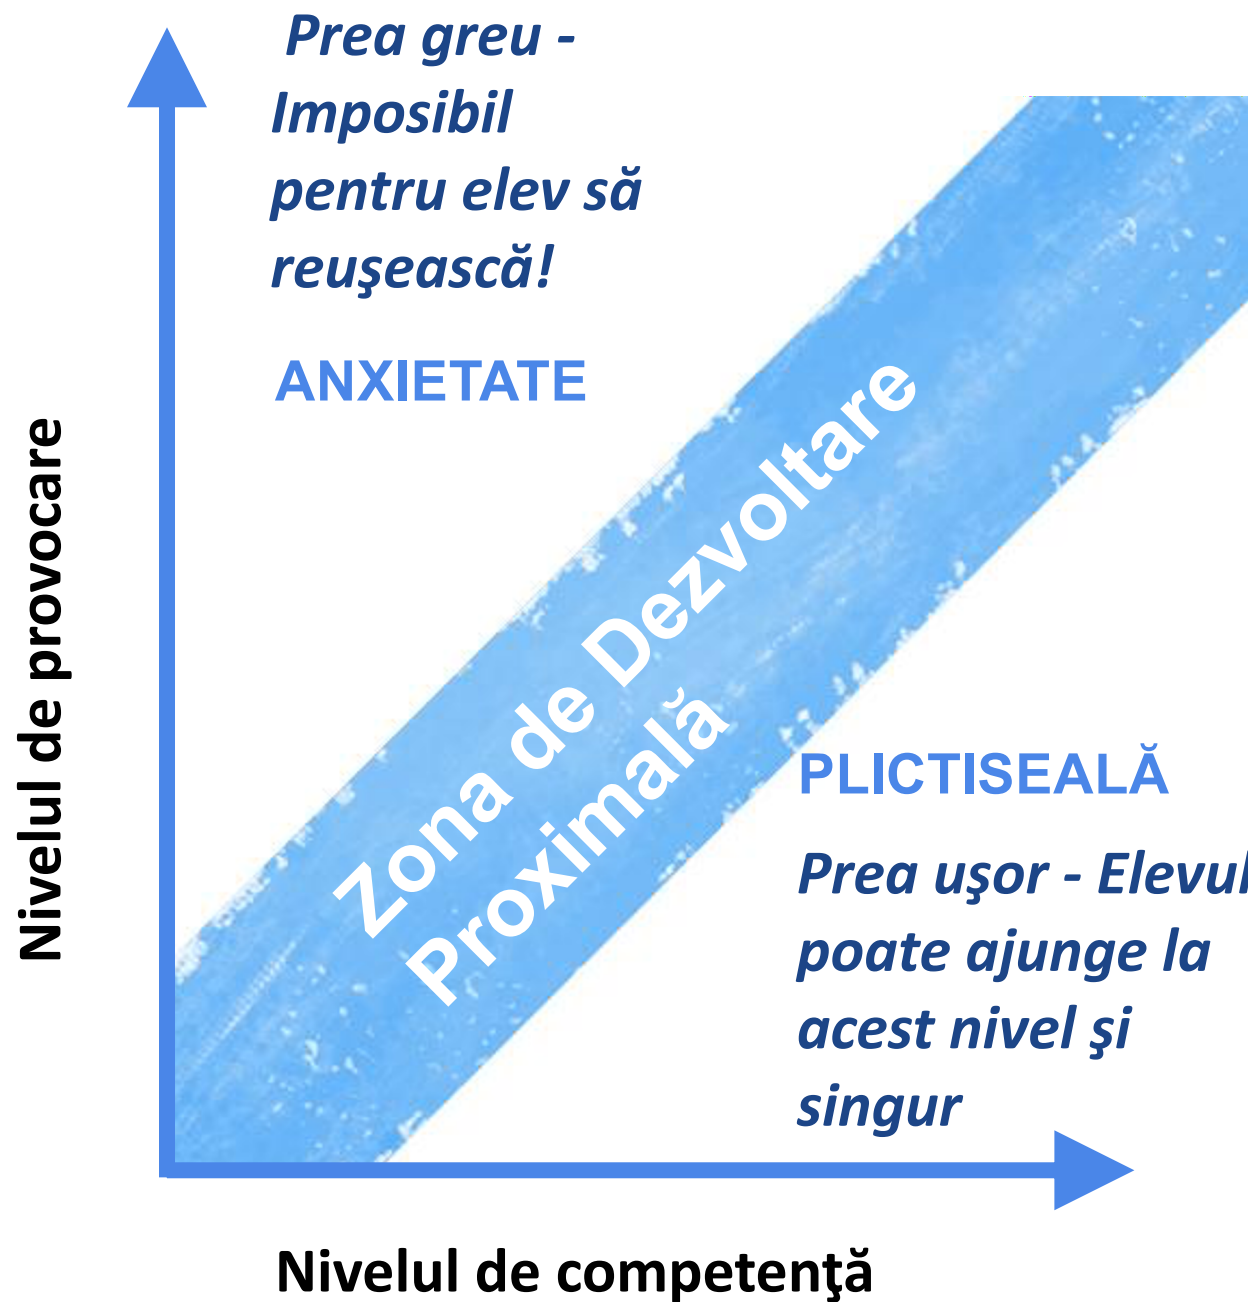 Prea greu -
Imposibil
pentru elev să
reuşească!
ANXIETATE
Nivelul de provocare
Zona de Dezvoltare
Proximală
PLICTISEALĂ
Prea uşor - Elevul
poate ajunge la
acest nivel şi
singur
Nivelul de competenţă